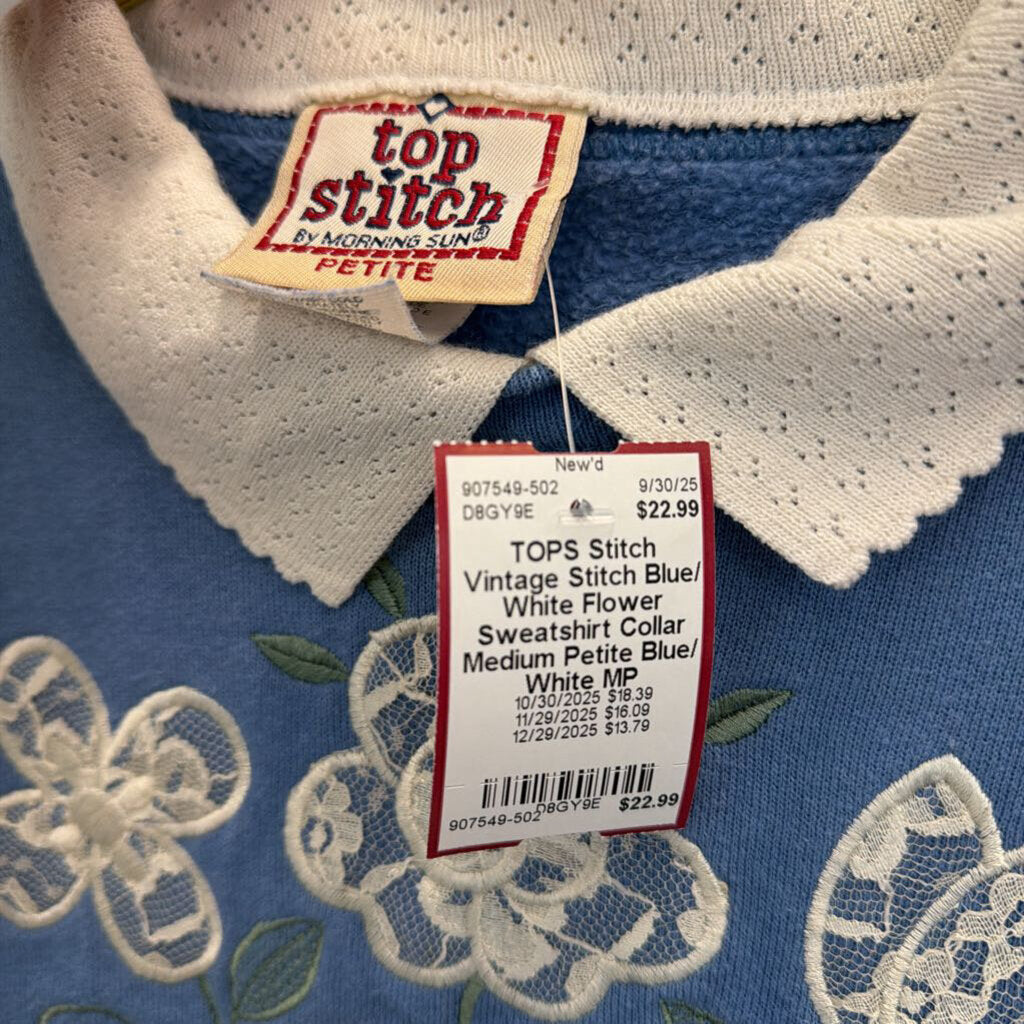 top
stitch
BY MORNING SUN®
PETITE
New'd
907549-502 9/30/25
D8GY9E $22.99
TOPS Stitch
Vintage Stitch Blue/
White Flower
Sweatshirt Collar
Medium Petite Blue/
White MP
10/30/2025 $18.39
11/29/2025 $16.09
12/29/2025 $13.79
D8GY9E $22.99
907549-502